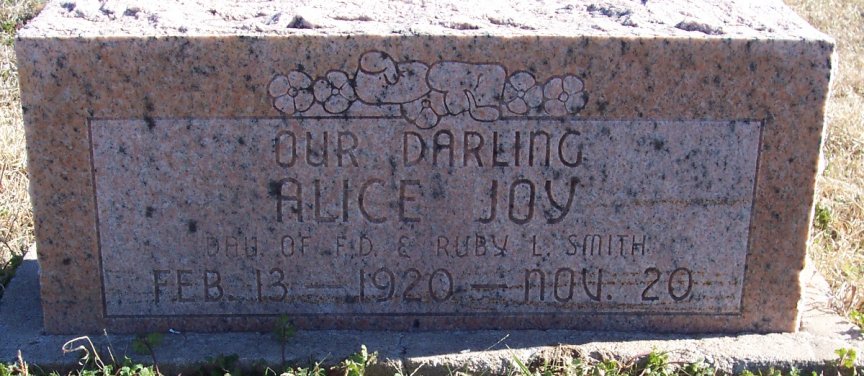 OUR DARLING
ALICE JOY
DAU. OF F.D. & RUBY L. SMITH
FEB. 13 — 1920 — NOV. 20